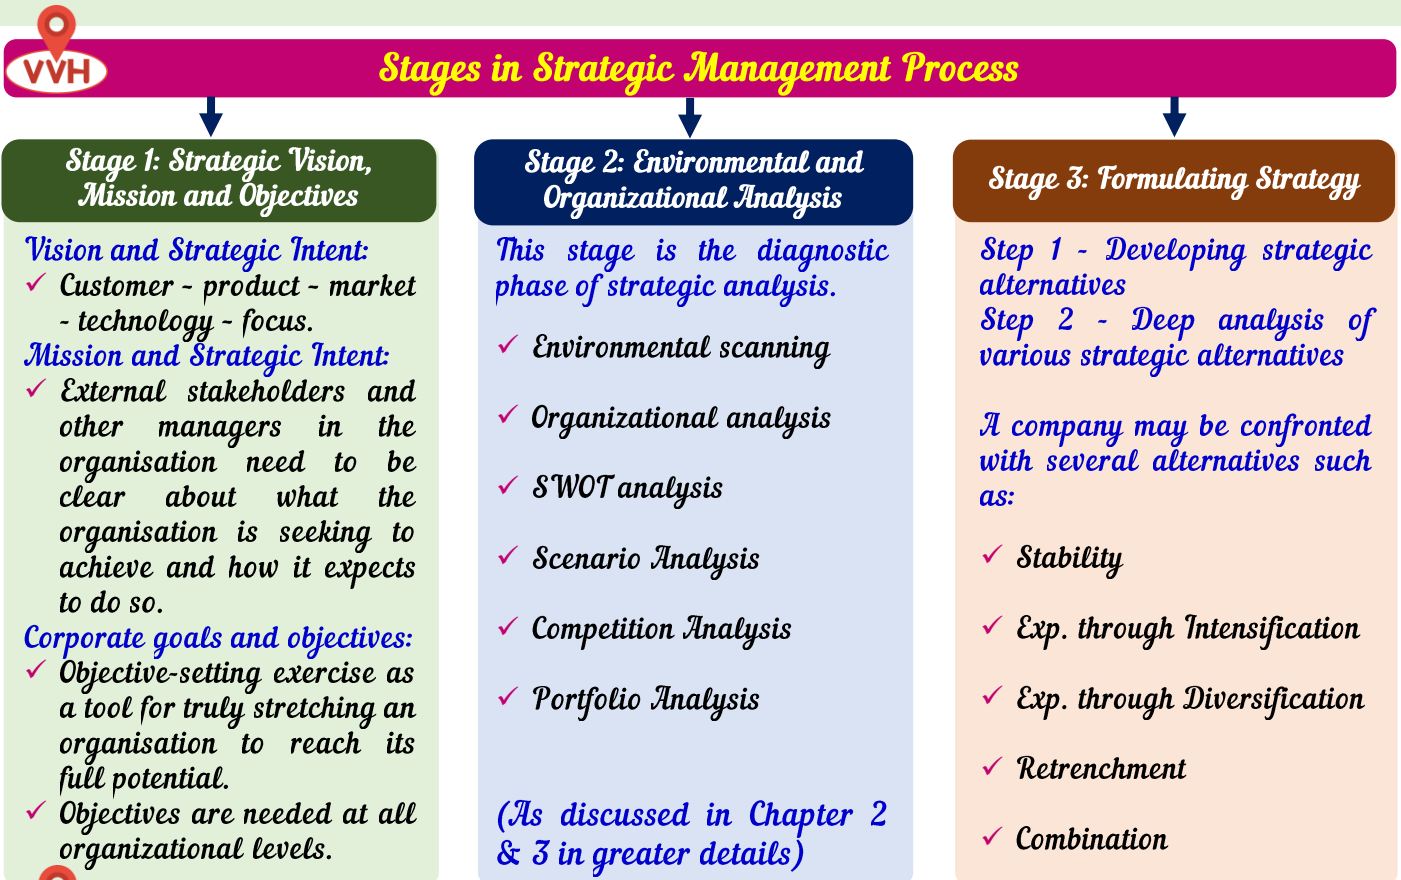 VVH
Stages in Strategic Management Process
Stage 1: Strategic Vision,
Mission and Objectives
Vision and Strategic Intent:
✓ Customer - product - market
- technology - focus.
Mission and Strategic Intent:
✓ External stakeholders and
other managers in the
organisation need to be
clear about what the
organisation is seeking to
achieve and how it expects
to do so.
Corporate goals and objectives:
✓ Objective-setting exercise as
a tool for truly stretching an
organisation to reach its
full potential.
✓ Objectives are needed at all
organizational levels.
Stage 2: Environmental and
Organizational Analysis
This stage is the diagnostic
phase of strategic analysis.
✓ Environmental scanning
✓ Organizational analysis
✓ SWOT analysis
✓ Scenario Analysis
✓ Competition Analysis
✓ Portfolio Analysis
(As discussed in Chapter 2
& 3 in greater details)
Stage 3: Formulating Strategy
Step 1 - Developing strategic
alternatives
Step 2 - Deep analysis of
various strategic alternatives
A company may be confronted
with several alternatives such
as:
✓ Stability
✓ Exp. through Intensification
✓ Exp. through Diversification
✓ Retrenchment
✓ Combination